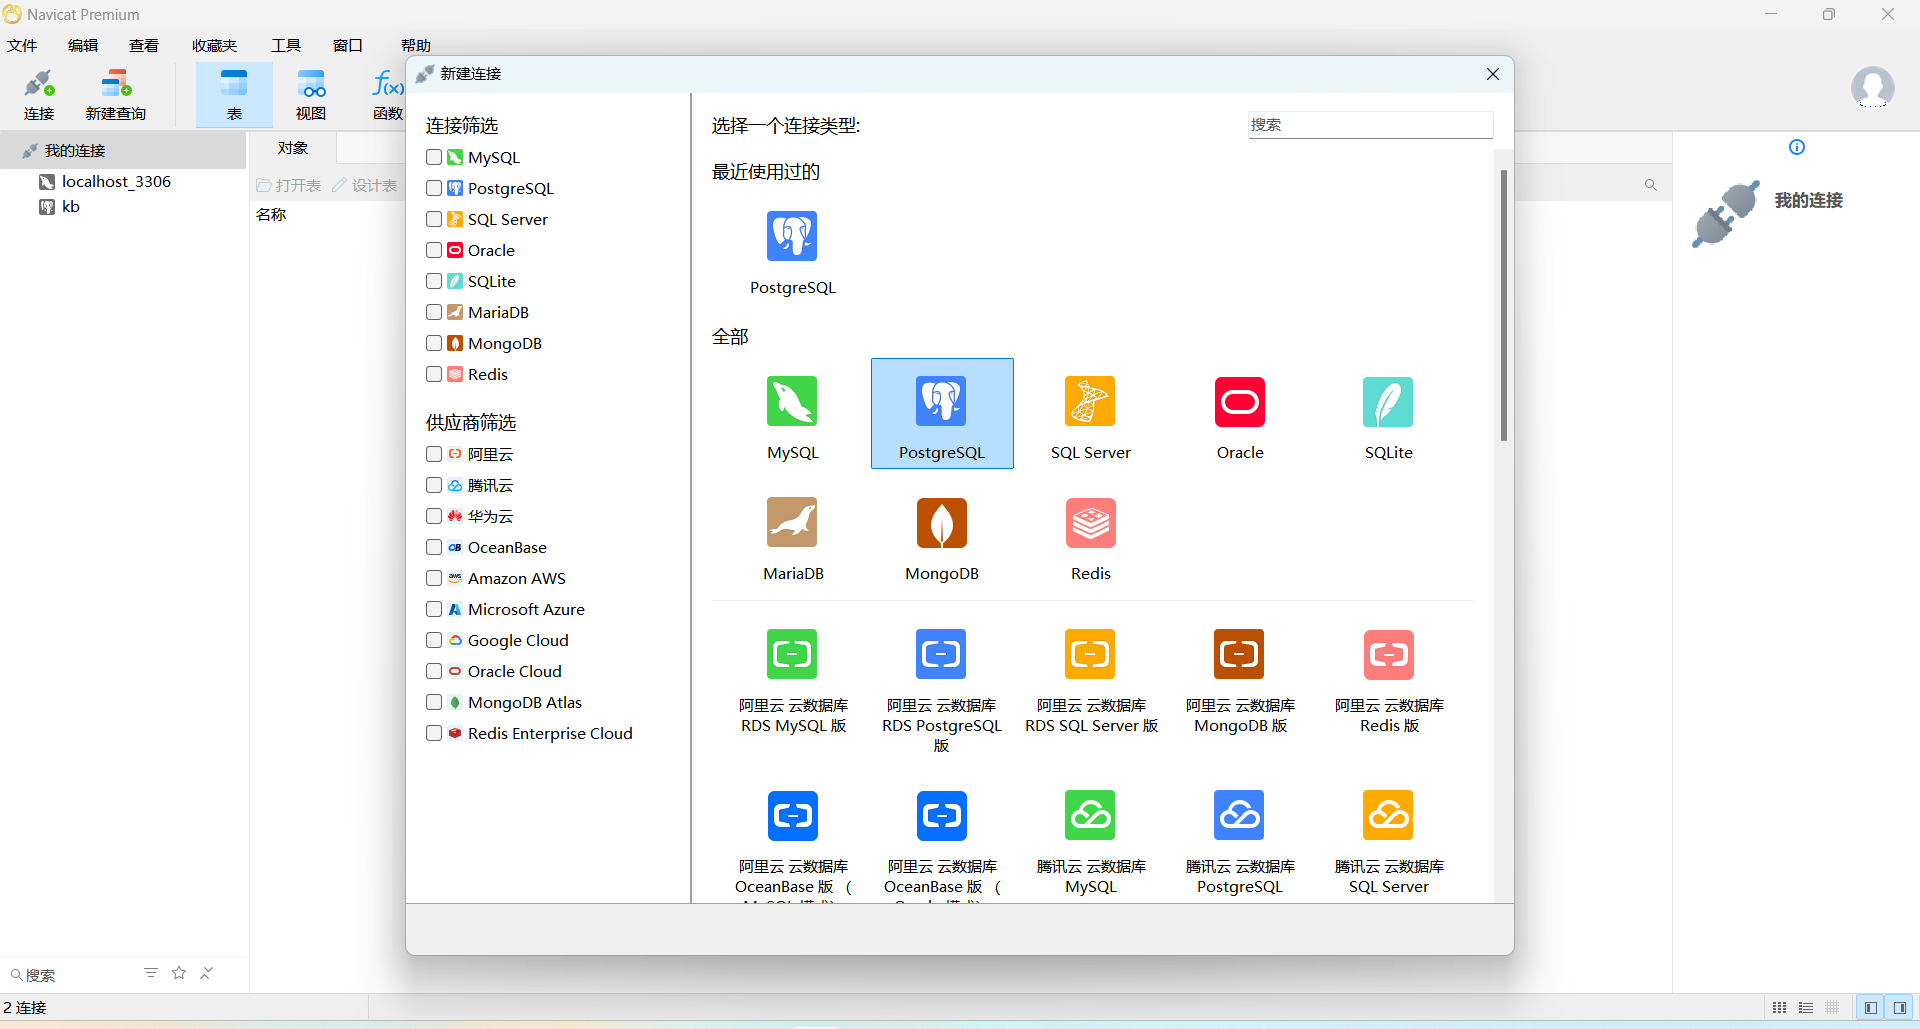 Navicat Premium
文件 编辑 查看 收藏夹 工具 窗口 帮助
连接 新建查询 表 视图 函数
我的连接
localhost_3306
kb
对象
打开表 设计表
名称
新建连接
连接筛选
MySQL
PostgreSQL
SQL Server
Oracle
SQLite
MariaDB
MongoDB
Redis
供应商筛选
阿里云
腾讯云
华为云
OceanBase
Amazon AWS
Microsoft Azure
Google Cloud
Oracle Cloud
MongoDB Atlas
Redis Enterprise Cloud
选择一个连接类型:
搜索
最近使用过的
PostgreSQL
全部
MySQL PostgreSQL SQL Server Oracle SQLite
MariaDB MongoDB Redis
阿里云 云数据库 阿里云 云数据库 阿里云 云数据库 阿里云 云数据库 阿里云 云数据库
RDS MySQL 版 RDS PostgreSQL RDS SQL Server 版 MongoDB 版 Redis 版
版
阿里云 云数据库 阿里云 云数据库 腾讯云 云数据库 腾讯云 云数据库 腾讯云 云数据库
OceanBase 版 （ OceanBase 版 （ MySQL PostgreSQL SQL Server
我的连接
搜索
2 连接